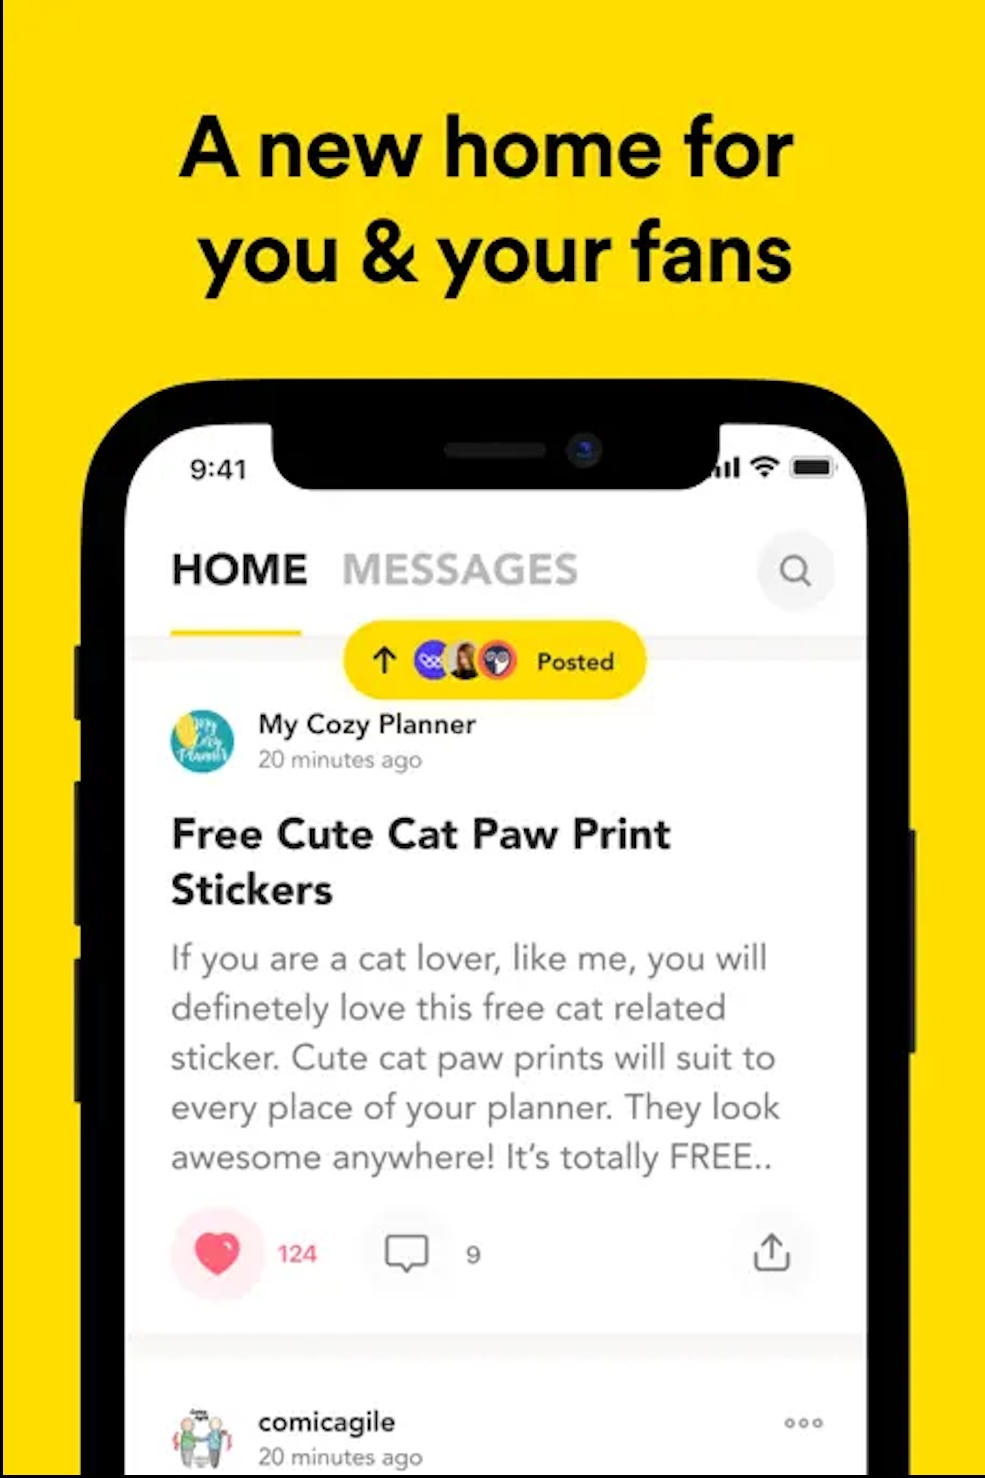 A new home for
you & your fans
9:41
HOME MESSAGES
Posted
My Cozy Planner
20 minutes ago
Free Cute Cat Paw Print
Stickers
If you are a cat lover, like me, you will
definetely love this free cat related
sticker. Cute cat paw prints will suit to
every place of your planner. They look
awesome anywhere! It’s totally FREE..
124 9
comicagile
20 minutes ago